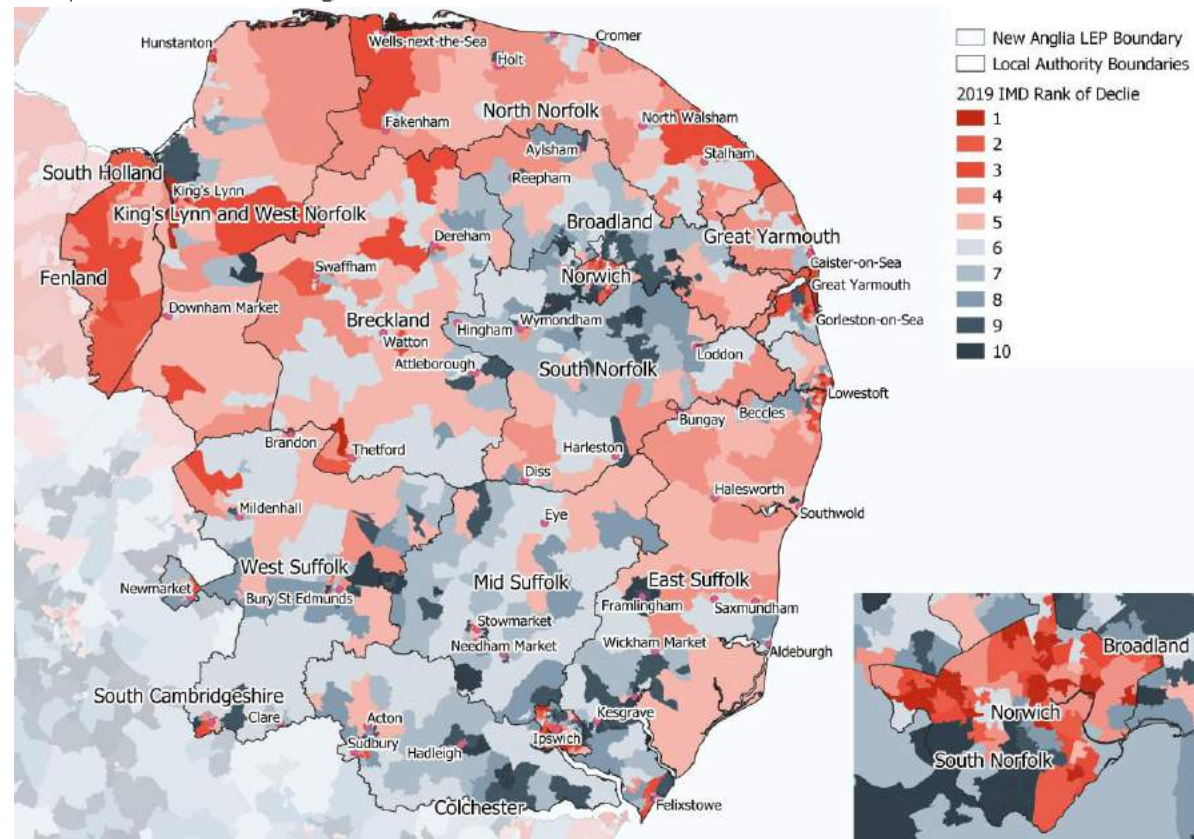 Hunstanton
Wells-next-the-Sea
Cromer
Holt
North Norfolk
Fakenham
North Walsham
Aylsham
Stalham
South Holland
Reepham
King's Lynn
King's Lynn and West Norfolk
Broadland
Great Yarmouth
Dereham
Caister-on-Sea
Fenland
Swaffham
Norwich
Great Yarmouth
Downham Market
Breckland
Hingham
Wymondham
Gorleston-on-Sea
Watton
Attleborough
South Norfolk
Loddon
Lowestoft
Bungay
Beccles
Brandon
Thetford
Harleston
Diss
Halesworth
Mildenhall
Eye
Southwold
West Suffolk
Mid Suffolk
East Suffolk
Newmarket
Bury St Edmunds
Framlingham
Saxmundham
Stowmarket
Needham Market
Wickham Market
Aldeburgh
South Cambridgeshire
Clare
Acton
Kesgrave
Sudbury
Hadleigh
Ipswich
Colchester
Felixstowe
New Anglia LEP Boundary
Local Authority Boundaries
2019 IMD Rank of Declie
1
2
3
4
5
6
7
8
9
10
Broadland
Norwich
South Norfolk